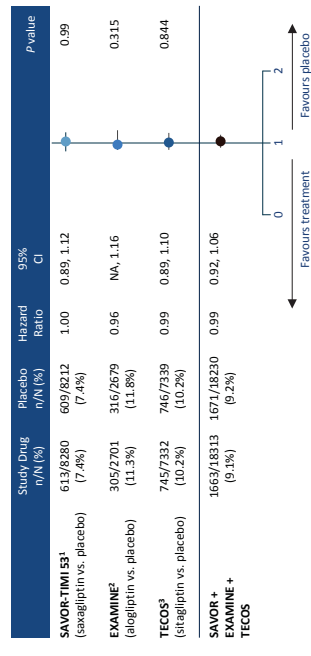 Study Drug n/N (%) Placebo n/N (%) Hazard Ratio 95% CI P value
SAVOR-TIMI 53¹ 613/8280 609/8212 1.00 0.89, 1.12 0.99
(saxagliptin vs. placebo) (7.4%) (7.4%)
EXAMINE² 305/2701 316/2679 0.96 NA, 1.16 0.315
(alogliptin vs. placebo) (11.3%) (11.8%)
TECOS³ 745/7332 746/7339 0.99 0.89, 1.10 0.844
(sitagliptin vs. placebo) (10.2%) (10.2%)
SAVOR + 1663/18313 1671/18230 0.99 0.92, 1.06
EXAMINE + (9.1%) (9.2%)
TECOS
0 1 2
Favours treatment Favours placebo